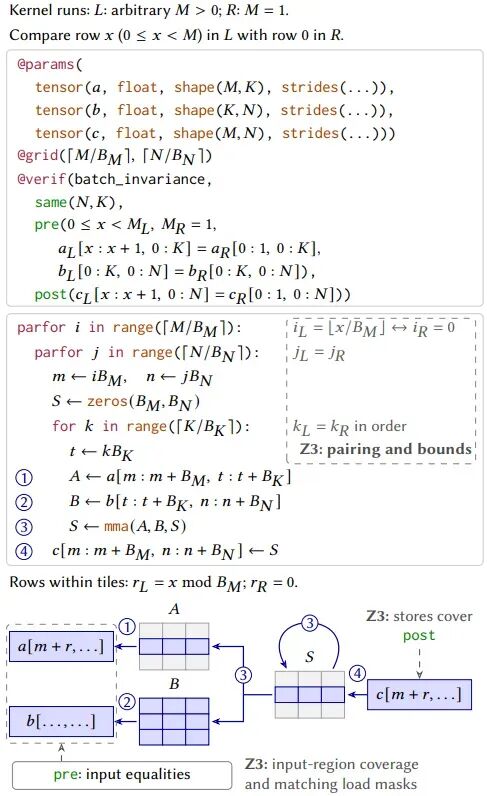 Kernel runs: L: arbitrary M > 0; R: M = 1.
Compare row x (0 ≤ x < M) in L with row 0 in R.
@params(
tensor(a, float, shape(M, K), strides(...)),
tensor(b, float, shape(K, N), strides(...)),
tensor(c, float, shape(M, N), strides(...)))
@grid(⌈M/B_M⌉, ⌈N/B_N⌉)
@verif(batch_invariance,
same(N, K),
pre(0 ≤ x < M_L, M_R = 1,
a_L[x : x + 1, 0 : K] = a_R[0 : 1, 0 : K],
b_L[0 : K, 0 : N] = b_R[0 : K, 0 : N]),
post(c_L[x : x + 1, 0 : N] = c_R[0 : 1, 0 : N]))
parfor i in range(⌈M/B_M⌉): i_L = ⌊x/B_M⌋ ↔ i_R = 0
parfor j in range(⌈N/B_N⌉): j_L = j_R
m ← iB_M, n ← jB_N
S ← zeros(B_M, B_N)
for k in range(⌈K/B_K⌉): k_L = k_R in order
t ← kB_K Z3: pairing and bounds
① A ← a[m : m + B_M, t : t + B_K]
② B ← b[t : t + B_K, n : n + B_N]
③ S ← mma(A, B, S)
④ c[m : m + B_M, n : n + B_N] ← S
Rows within tiles: r_L = x mod B_M; r_R = 0.
A
① a[m + r, ...]
Z3: stores cover
post
③
S
④ c[m + r, ...]
③
B
② b[..., ...]
pre: input equalities
Z3: input-region coverage
and matching load masks